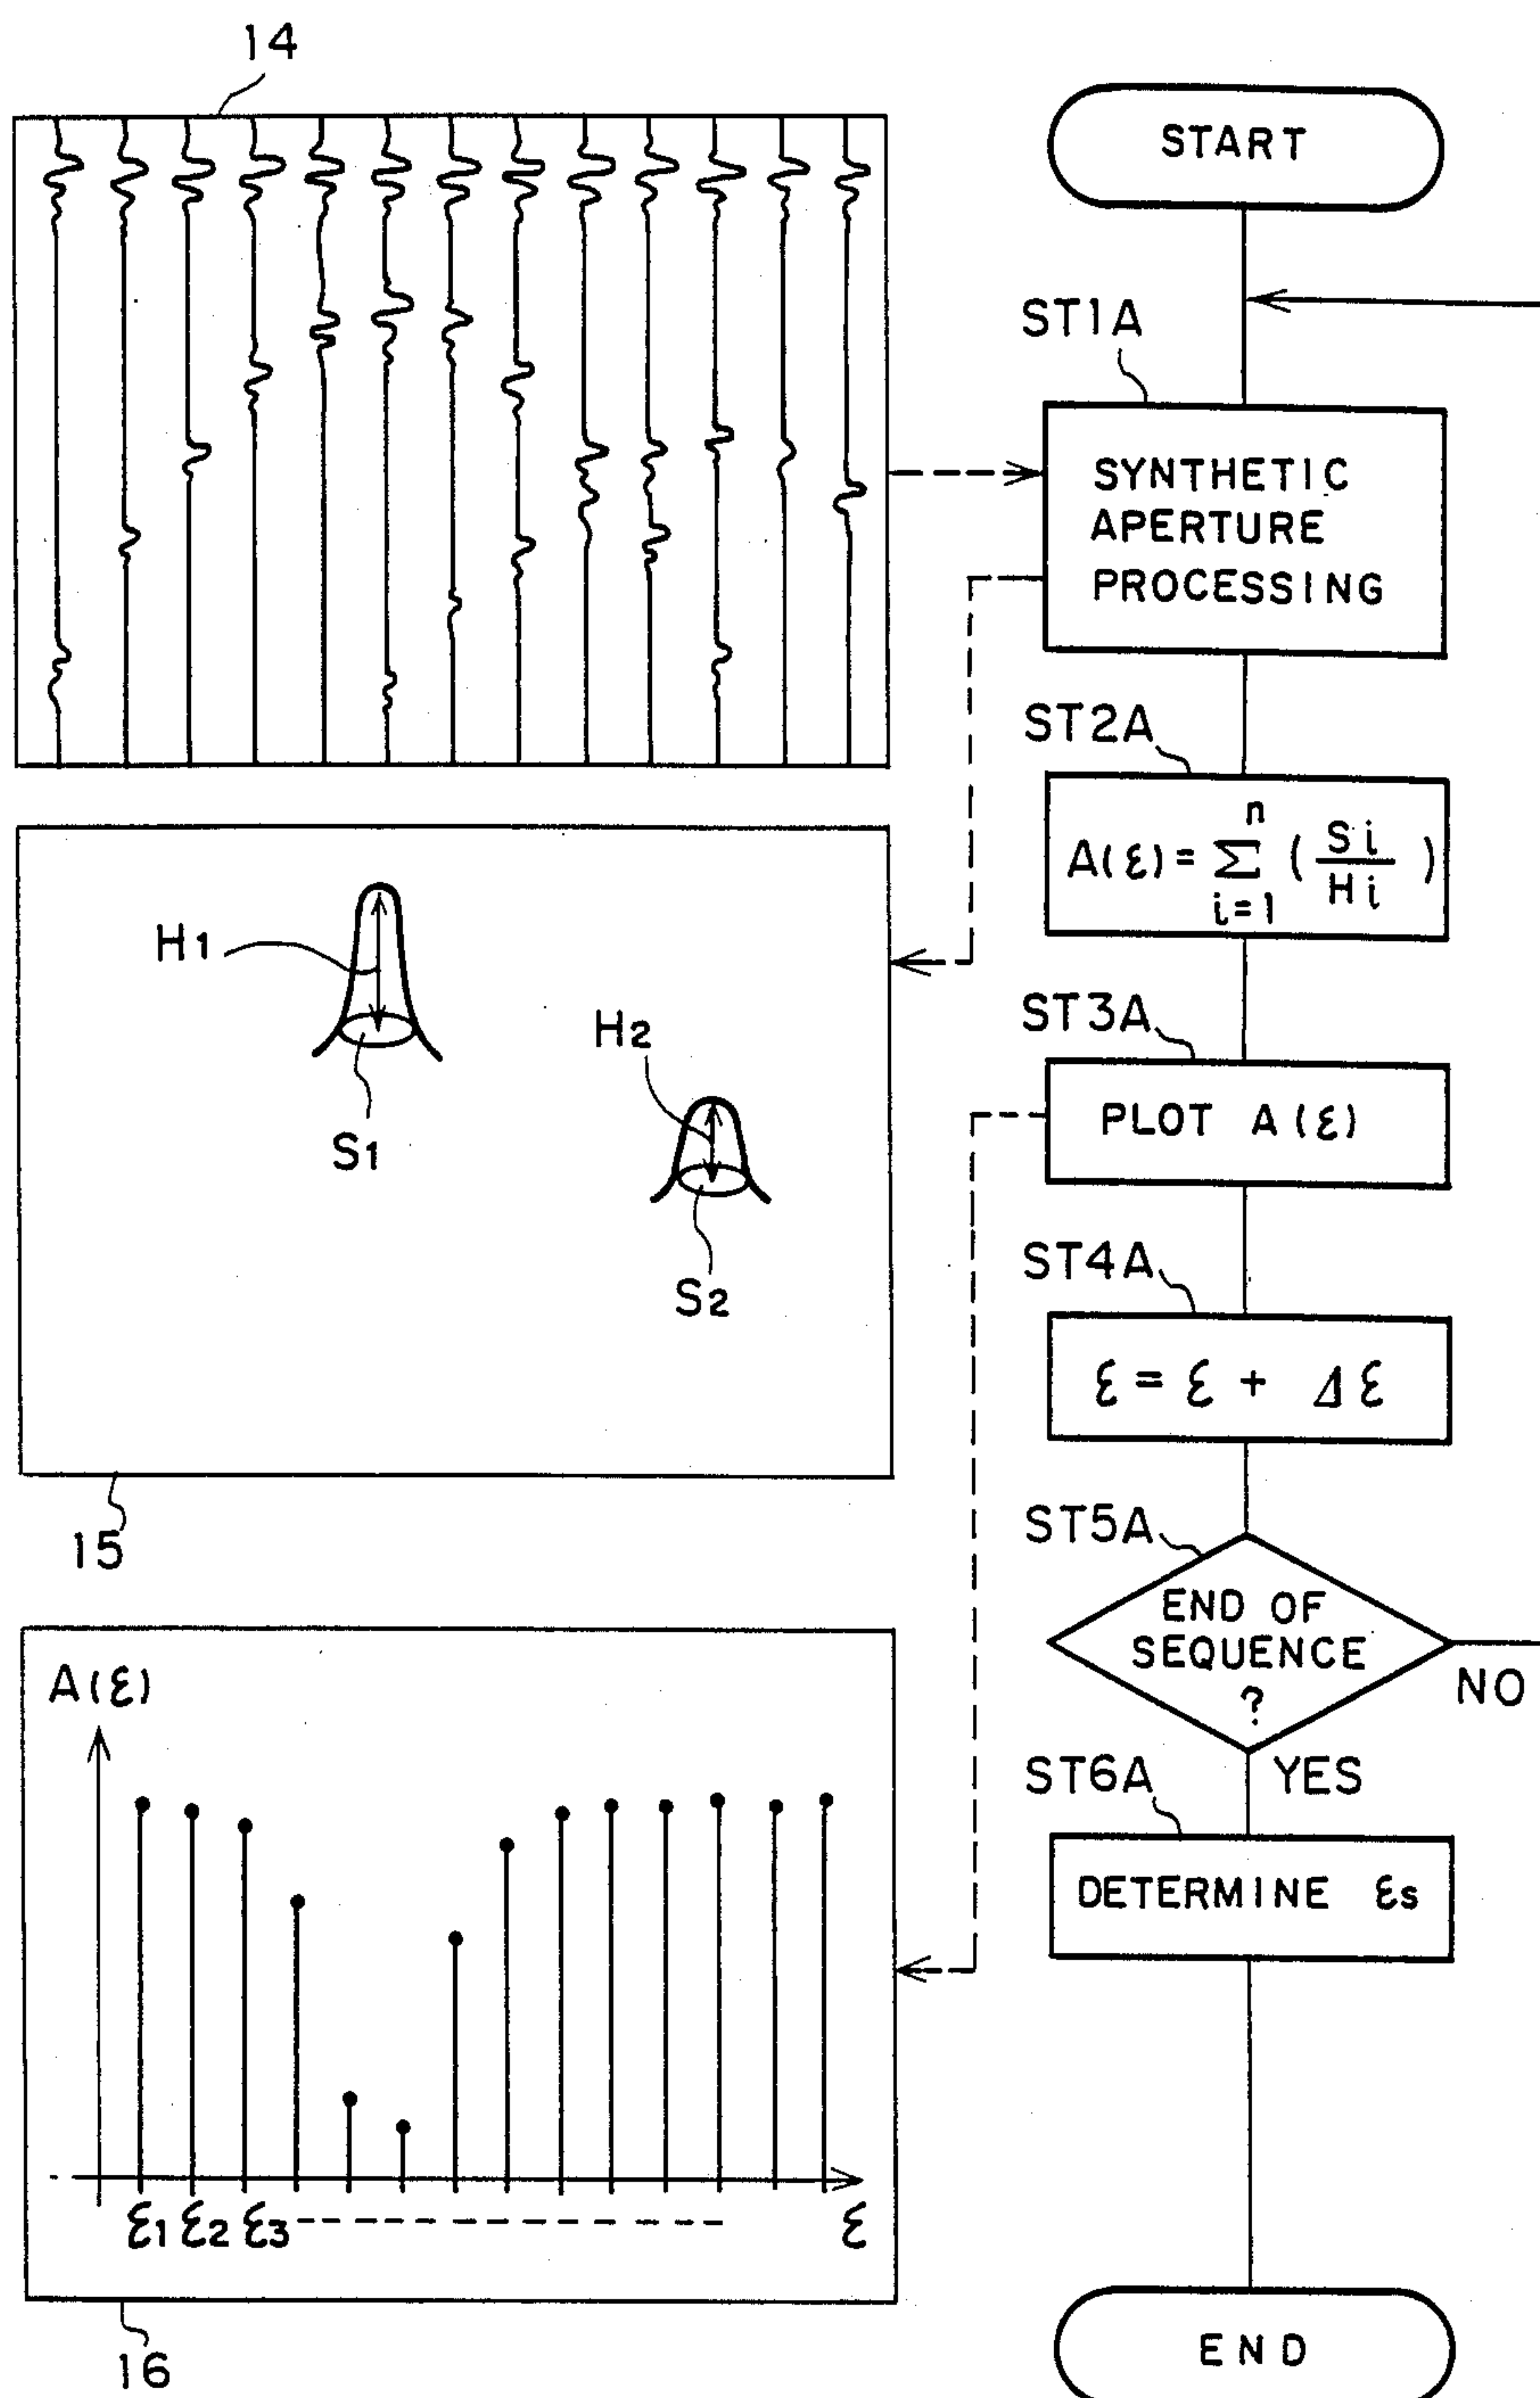 14
START
ST1A
SYNTHETIC
APERTURE
PROCESSING
ST2A
A(ε)= n Σ i=1 ( Si / Hi )
H1
S1
H2
S2
15
ST3A
PLOT A(ε)
ST4A
ε = ε + Δε
ST5A
END OF
SEQUENCE
?
NO
YES
ST6A
DETERMINE εs
A(ε)
ε1 ε2 ε3 ε
16
END